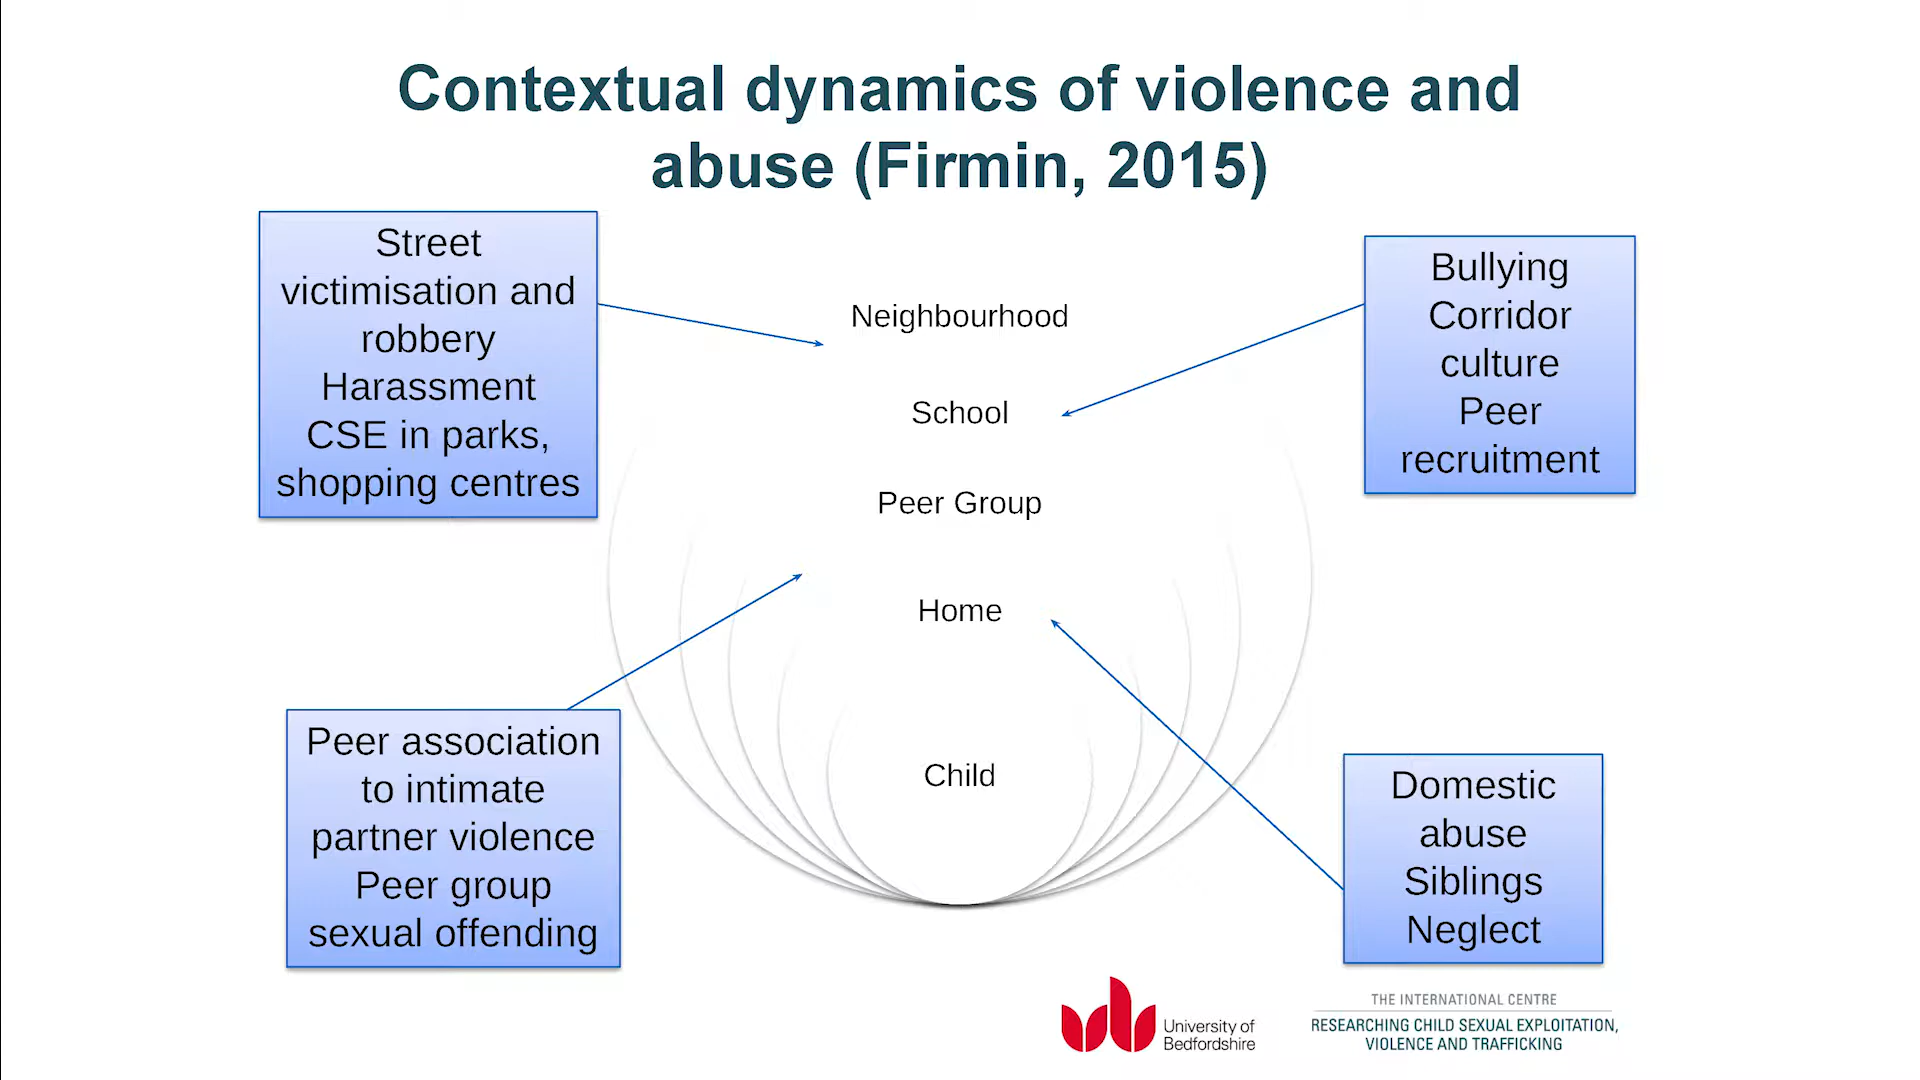 Contextual dynamics of violence and
abuse (Firmin, 2015)
Street
victimisation and
robbery
Harassment
CSE in parks,
shopping centres
Bullying
Corridor
culture
Peer
recruitment
Neighbourhood
School
Peer Group
Home
Child
Peer association
to intimate
partner violence
Peer group
sexual offending
Domestic
abuse
Siblings
Neglect
University of
Bedfordshire
THE INTERNATIONAL CENTRE
RESEARCHING CHILD SEXUAL EXPLOITATION,
VIOLENCE AND TRAFFICKING